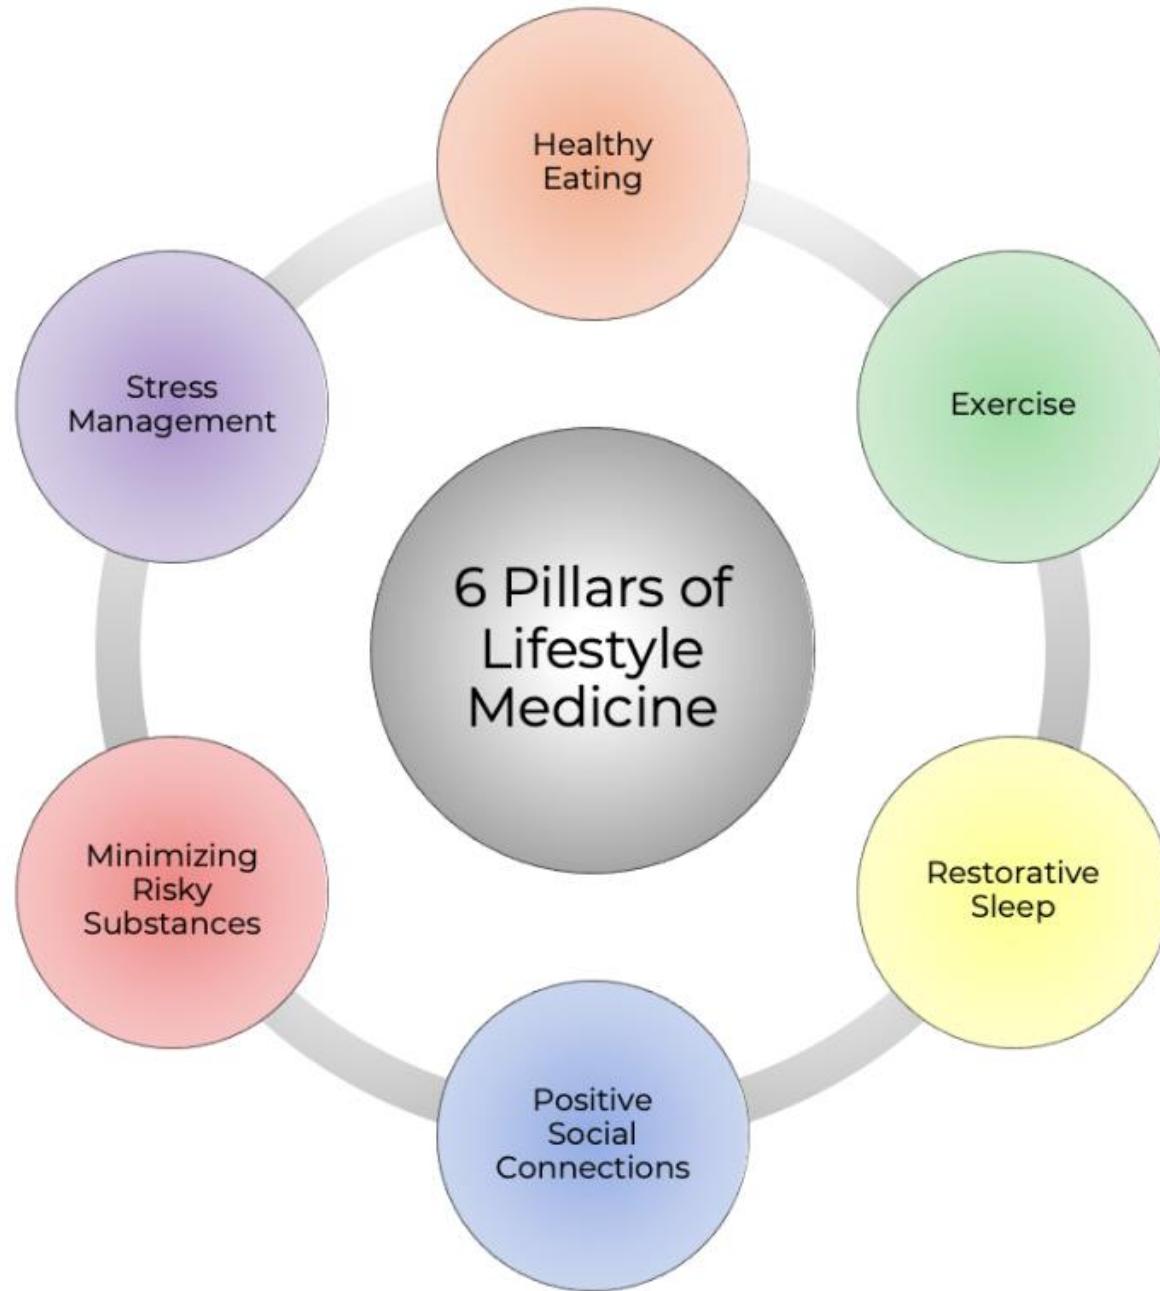 Healthy
Eating
Exercise
Restorative
Sleep
Positive
Social
Connections
Minimizing
Risky
Substances
Stress
Management
6 Pillars of
Lifestyle
Medicine